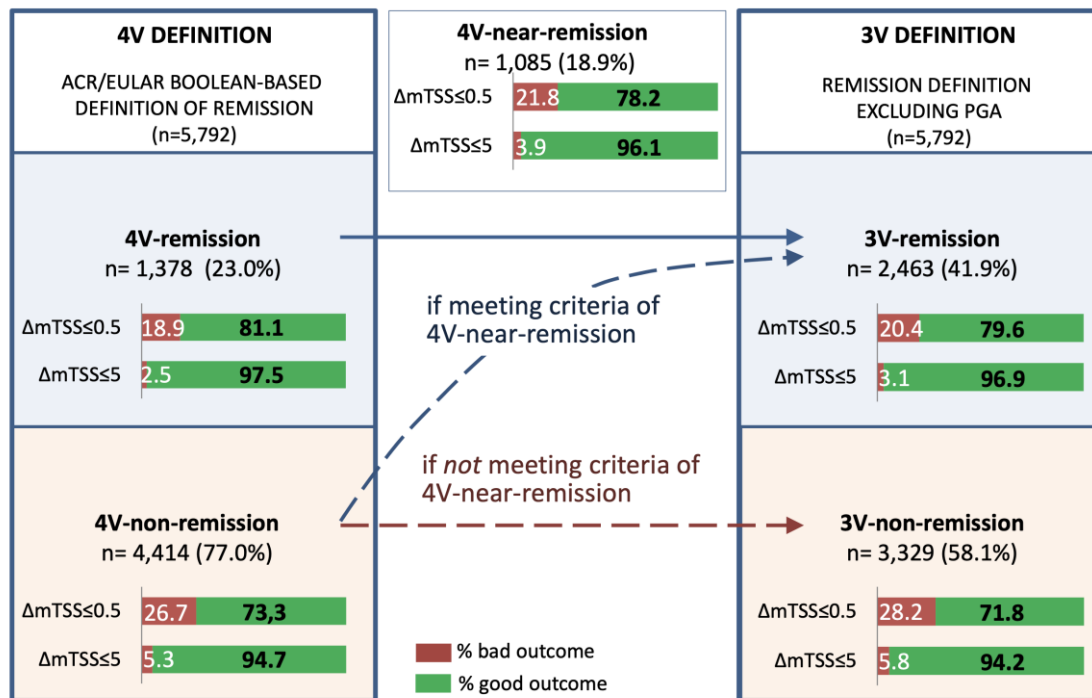 4V DEFINITION
ACR/EULAR BOOLEAN-BASED
DEFINITION OF REMISSION
(n=5,792)
4V-near-remission
n= 1,085 (18.9%)
ΔmTSS≤0.5 21.8 78.2
ΔmTSS≤5 3.9 96.1
3V DEFINITION
REMISSION DEFINITION
EXCLUDING PGA
(n=5,792)
4V-remission
n= 1,378 (23.0%)
ΔmTSS≤0.5 18.9 81.1
ΔmTSS≤5 2.5 97.5
if meeting criteria of
4V-near-remission
3V-remission
n= 2,463 (41.9%)
ΔmTSS≤0.5 20.4 79.6
ΔmTSS≤5 3.1 96.9
if not meeting criteria of
4V-near-remission
4V-non-remission
n= 4,414 (77.0%)
ΔmTSS≤0.5 26.7 73,3
ΔmTSS≤5 5.3 94.7
3V-non-remission
n= 3,329 (58.1%)
ΔmTSS≤0.5 28.2 71.8
ΔmTSS≤5 5.8 94.2
% bad outcome
% good outcome